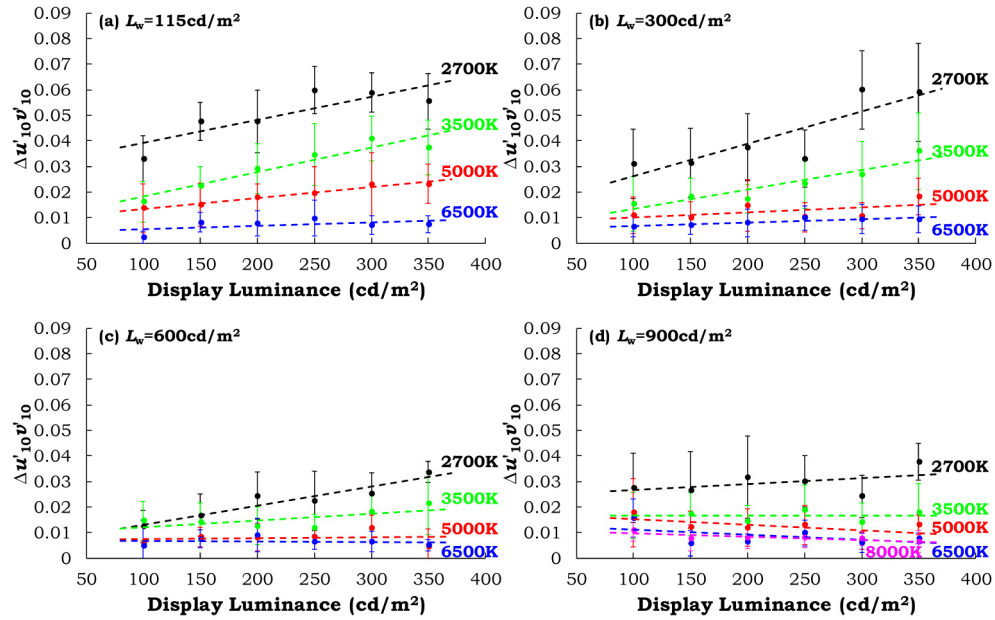 (a) Lw=115cd/m²
0.09
0.08
0.07
0.06
0.05
0.04
0.03
0.02
0.01
0
Δu'10v'10
2700K
3500K
5000K
6500K
50 100 150 200 250 300 350 400
Display Luminance (cd/m²)
(b) Lw=300cd/m²
0.09
0.08
0.07
0.06
0.05
0.04
0.03
0.02
0.01
0
Δu'10v'10
2700K
3500K
5000K
6500K
50 100 150 200 250 300 350 400
Display Luminance (cd/m²)
(c) Lw=600cd/m²
0.09
0.08
0.07
0.06
0.05
0.04
0.03
0.02
0.01
0
Δu'10v'10
2700K
3500K
5000K
6500K
50 100 150 200 250 300 350 400
Display Luminance (cd/m²)
(d) Lw=900cd/m²
0.09
0.08
0.07
0.06
0.05
0.04
0.03
0.02
0.01
0
Δu'10v'10
2700K
3500K
5000K
6500K
8000K
50 100 150 200 250 300 350 400
Display Luminance (cd/m²)